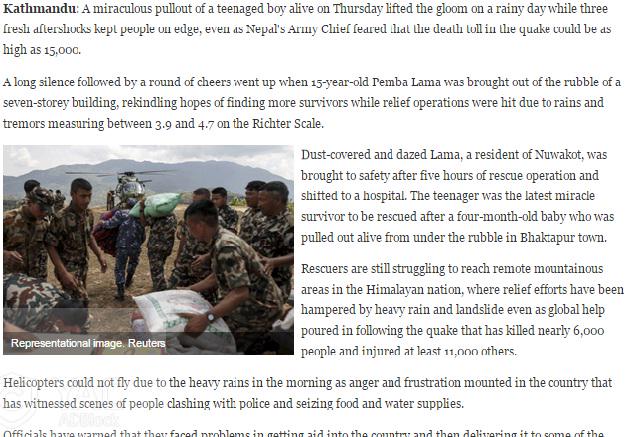 Kathmandu: A miraculous pullout of a teenaged boy alive on Thursday lifted the gloom on a rainy day while three
fresh aftershocks kept people on edge, even as Nepal's Army Chief feared that the death toll in the quake could be as
high as 15,000.
A long silence followed by a round of cheers went up when 15-year-old Pemba Lama was brought out of the rubble of a
seven-storey building, rekindling hopes of finding more survivors while relief operations were hit due to rains and
tremors measuring between 3.9 and 4.7 on the Richter Scale.
Dust-covered and dazed Lama, a resident of Nuwakot, was
brought to safety after five hours of rescue operation and
shifted to a hospital. The teenager was the latest miracle
survivor to be rescued after a four-month-old baby who was
pulled out alive from under the rubble in Bhaktapur town.
Rescuers are still struggling to reach remote mountainous
areas in the Himalayan nation, where relief efforts have been
hampered by heavy rain and landslide even as global help
poured in following the quake that has killed nearly 6,000
people and injured at least 11,000 others.
Representational image. Reuters
Helicopters could not fly due to the heavy rains in the morning as anger and frustration mounted in the country that
has witnessed scenes of people clashing with police and seizing food and water supplies.
Officials have warned that they faced problems in getting aid into the country and then delivering it to some of the